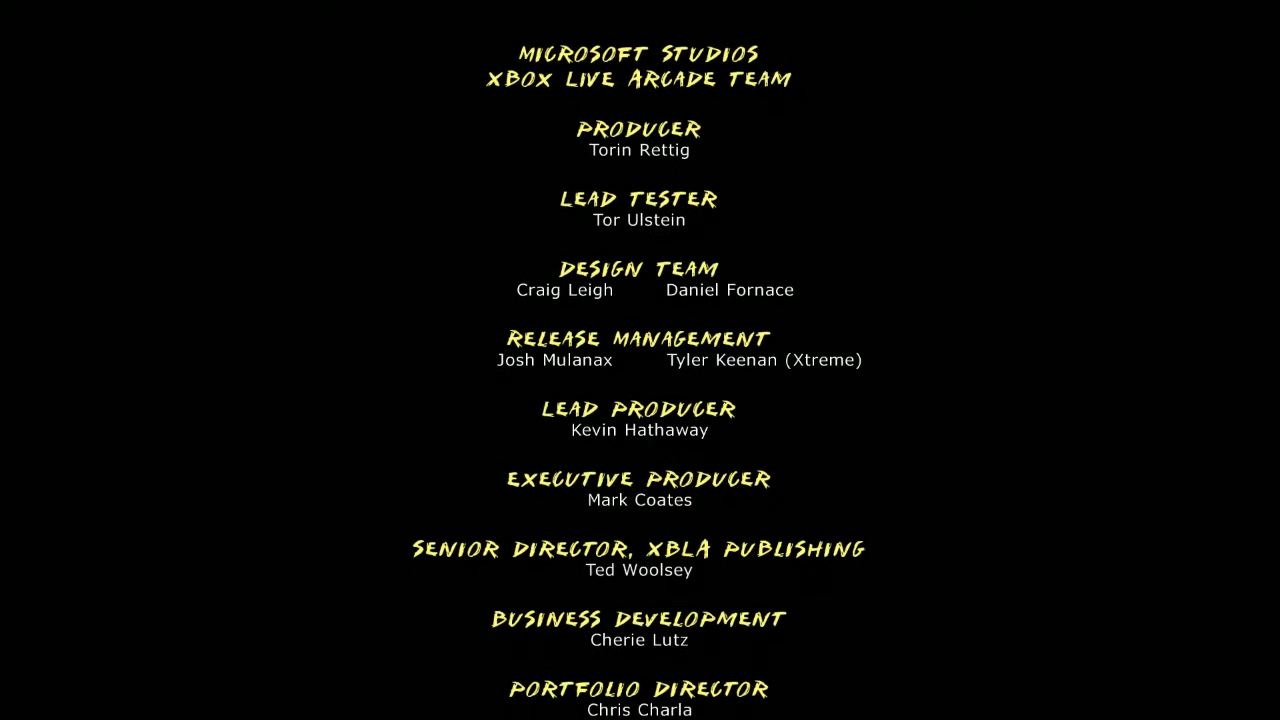 MICROSOFT STUDIOS
XBOX LIVE ARCADE TEAM
PRODUCER
Torin Rettig
LEAD TESTER
Tor Ulstein
DESIGN TEAM
Craig Leigh Daniel Fornace
RELEASE MANAGEMENT
Josh Mulanax Tyler Keenan (Xtreme)
LEAD PRODUCER
Kevin Hathaway
EXECUTIVE PRODUCER
Mark Coates
SENIOR DIRECTOR, XBLA PUBLISHING
Ted Woolsey
BUSINESS DEVELOPMENT
Cherie Lutz
PORTFOLIO DIRECTOR
Chris Charla